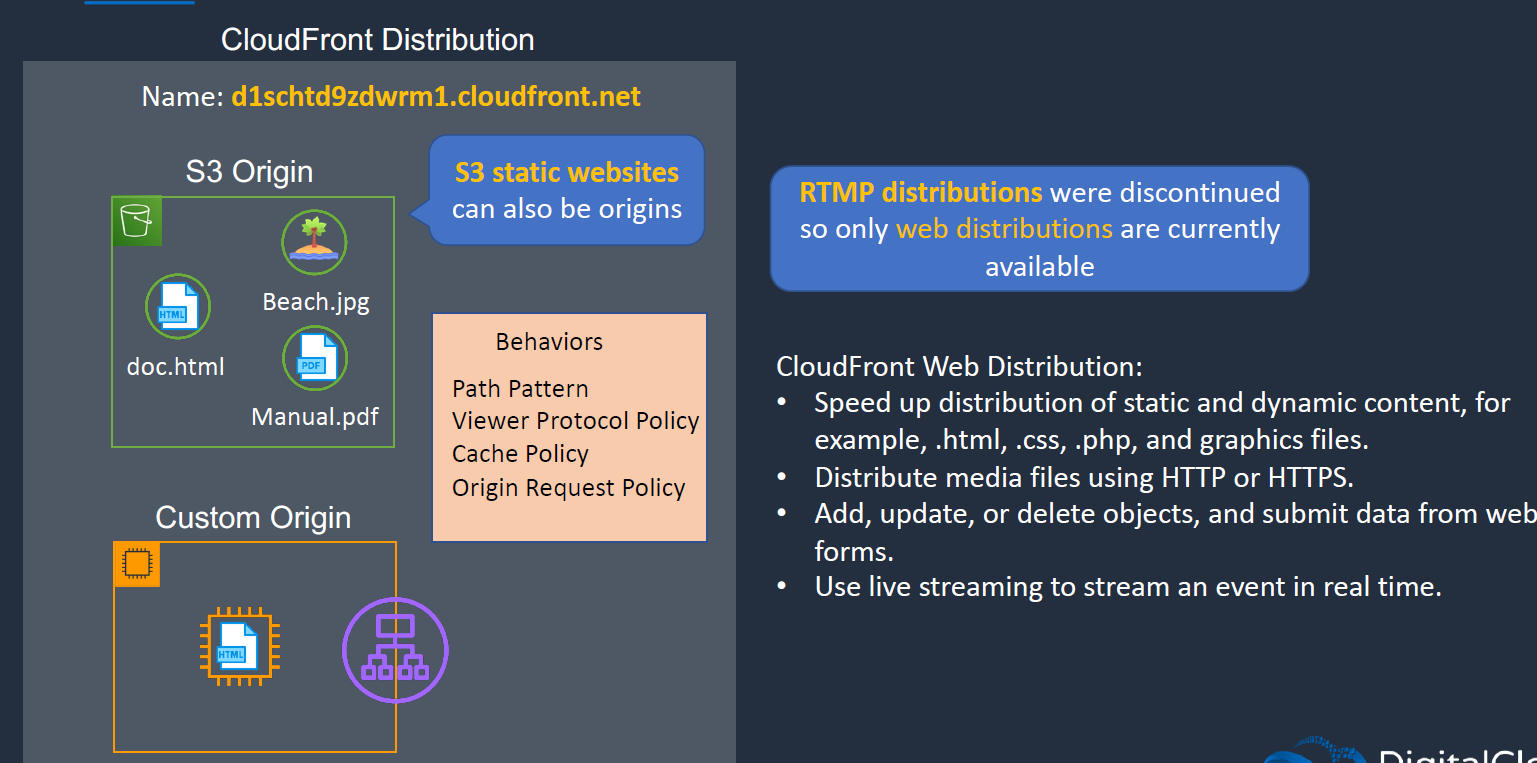 CloudFront Distribution
Name: d1schtd9zdwrm1.cloudfront.net
S3 Origin
S3 static websites
can also be origins
Beach.jpg
HTML
doc.html
PDF
Manual.pdf
Behaviors
Path Pattern
Viewer Protocol Policy
Cache Policy
Origin Request Policy
Custom Origin
HTML
RTMP distributions were discontinued
so only web distributions are currently
available
CloudFront Web Distribution:
• Speed up distribution of static and dynamic content, for
example, .html, .css, .php, and graphics files.
• Distribute media files using HTTP or HTTPS.
• Add, update, or delete objects, and submit data from web
forms.
• Use live streaming to stream an event in real time.